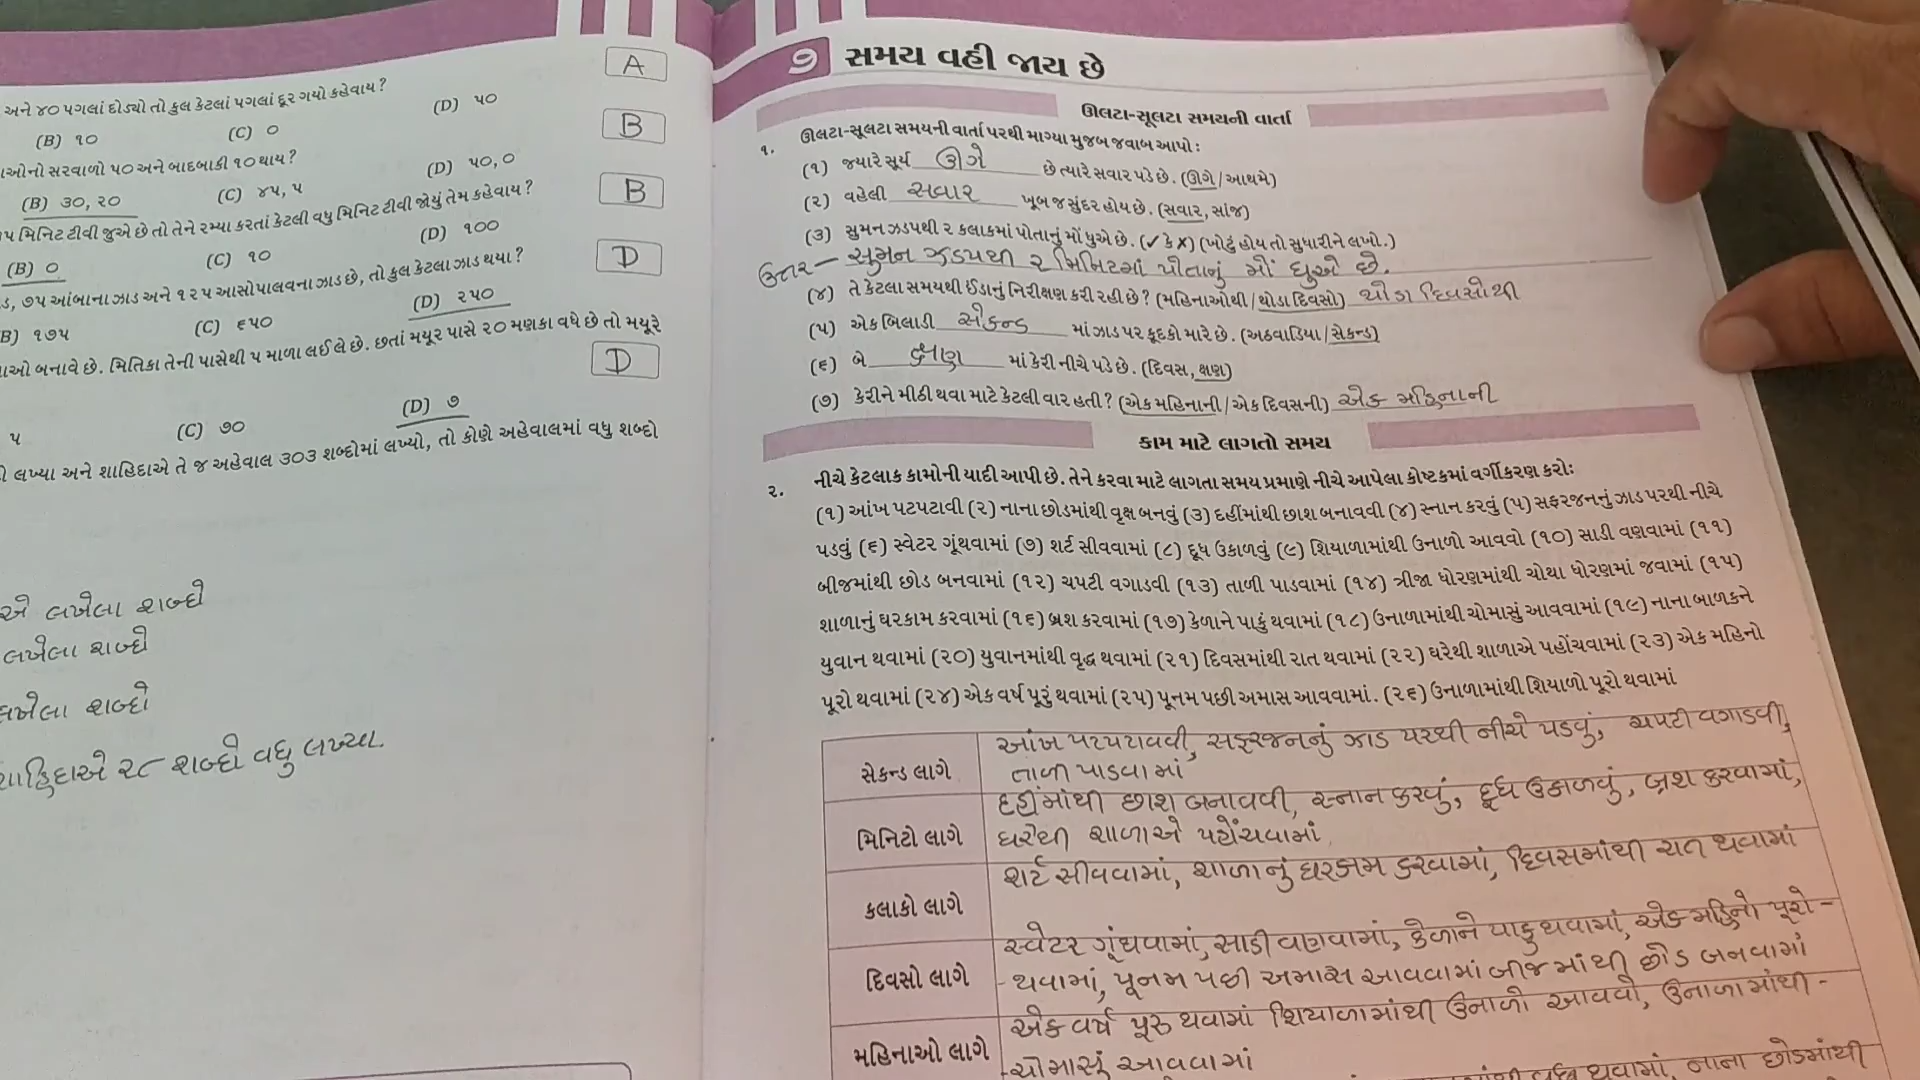 A
અને ૪૦ પગલાં દોડ્યો તો કુલ કેટલાં પગલાં દૂર ગયો કહેવાય?
(B) ૧૦ (C) ૦ (D) ૫૦
B
ઓનો સરવાળો ૫૦ અને બાદબાકી ૧૦ થાય?
(B) ૩૦, ૨૦ (C) ૪૫, ૫ (D) ૫૦, ૦
B
૫ મિનિટ ટીવી જુએ છે તો તેને રમ્યા કરતાં કેટલી વધુ મિનિટ ટીવી જોયું તેમ કહેવાય?
(B) ૦ (C) ૧૦ (D) ૧૦૦
D
ડ, ૭૫ આંબાના ઝાડ અને ૧૨૫ આસોપાલવના ઝાડ છે, તો કુલ કેટલા ઝાડ થયા?
B) ૧૭૫ (C) ૬૫૦ (D) ૨૫૦
D
ઓ બનાવે છે. મિતિકા તેની પાસેથી ૫ માળા લઈ લે છે. છતાં મયૂર પાસે ૨૦ મણકા વધે છે તો મયૂરે
૫ (C) ૭૦ (D) ૭
લખ્યા અને શાહિદાએ તે જ અહેવાલ ૩૦૩ શબ્દોમાં લખ્યો, તો કોણે અહેવાલમાં વધુ શબ્દો
એ લખેલા શબ્દો
લખેલા શબ્દો
લખેલા શબ્દો
શાહિદાએ ૨૮ શબ્દો વધુ લખ્યા.
૭ સમય વહી જાય છે
ઊલટા-સૂલટા સમયની વાર્તા
૧. ઊલટા-સૂલટા સમયની વાર્તા પરથી માગ્યા મુજબ જવાબ આપો:
(૧) જ્યારે સૂર્ય ઊગે છે ત્યારે સવાર પડે છે. (ઊગે / આથમે)
(૨) વહેલી સવાર ખૂબ જ સુંદર હોય છે. (સવાર, સાંજ)
(૩) સુમન ઝડપથી ૨ કલાકમાં પોતાનું મોં ધુએ છે. (✓ કે ✗) (ખોટું હોય તો સુધારીને લખો.)
ઉત્તર - સુમન ઝડપથી ૨ મિનિટમાં પોતાનું મોં ધુએ છે.
(૪) તે કેટલા સમયથી ઈંડાનું નિરીક્ષણ કરી રહી છે? (મહિનાઓથી / થોડા દિવસો) થોડા દિવસોથી
(૫) એક બિલાડી સેકન્ડ માં ઝાડ પર કૂદકો મારે છે. (અઠવાડિયા / સેકન્ડ)
(૬) બે ક્ષણ માં કેરી નીચે પડે છે. (દિવસ, ક્ષણ)
(૭) કેરીને મીઠી થવા માટે કેટલી વાર હતી? (એક મહિનાની / એક દિવસની) એક મહિનાની
કામ માટે લાગતો સમય
૨. નીચે કેટલાક કામોની યાદી આપી છે. તેને કરવા માટે લાગતા સમય પ્રમાણે નીચે આપેલા કોષ્ટકમાં વર્ગીકરણ કરો:
(૧) આંખ પટપટાવી (૨) નાના છોડમાંથી વૃક્ષ બનવું (૩) દહીંમાંથી છાશ બનાવવી (૪) સ્નાન કરવું (૫) સફરજનનું ઝાડ પરથી નીચે
પડવું (૬) સ્વેટર ગૂંથવામાં (૭) શર્ટ સીવવામાં (૮) દૂધ ઉકાળવું (૯) શિયાળામાંથી ઉનાળો આવવો (૧૦) સાડી વણવામાં (૧૧)
બીજમાંથી છોડ બનવામાં (૧૨) ચપટી વગાડવી (૧૩) તાળી પાડવામાં (૧૪) ત્રીજા ધોરણમાંથી ચોથા ધોરણમાં જવામાં (૧૫)
શાળાનું ઘરકામ કરવામાં (૧૬) બ્રશ કરવામાં (૧૭) કેળાને પાકું થવામાં (૧૮) ઉનાળામાંથી ચોમાસું આવવામાં (૧૯) નાના બાળકને
યુવાન થવામાં (૨૦) યુવાનમાંથી વૃદ્ધ થવામાં (૨૧) દિવસમાંથી રાત થવામાં (૨૨) ઘરેથી શાળાએ પહોંચવામાં (૨૩) એક મહિનો
પૂરો થવામાં (૨૪) એક વર્ષ પૂરું થવામાં (૨૫) પૂનમ પછી અમાસ આવવામાં. (૨૬) ઉનાળામાંથી શિયાળો પૂરો થવામાં
સેકન્ડ લાગે આંખ પટપટાવવી, સફરજનનું ઝાડ પરથી નીચે પડવું, ચપટી વગાડવી,
તાળી પાડવામાં
મિનિટો લાગે દહીંમાંથી છાશ બનાવવી, સ્નાન કરવું, દૂધ ઉકાળવું, બ્રશ કરવામાં,
ઘરેથી શાળાએ પહોંચવામાં
કલાકો લાગે શર્ટ સીવવામાં, શાળાનું ઘરકામ કરવામાં, દિવસમાંથી રાત થવામાં
દિવસો લાગે સ્વેટર ગૂંથવામાં, સાડી વણવામાં, કેળાને પાકુ થવામાં, એક મહિનો પૂરો-
-થવામાં, પૂનમ પછી અમાસ આવવામાં બીજમાંથી છોડ બનવામાં
મહિનાઓ લાગે એક વર્ષ પૂરુ થવામાં શિયાળામાંથી ઉનાળો આવવો, ઉનાળામાંથી-
-ચોમાસું આવવામાં
થવામાં, નાના છોડમાંથી